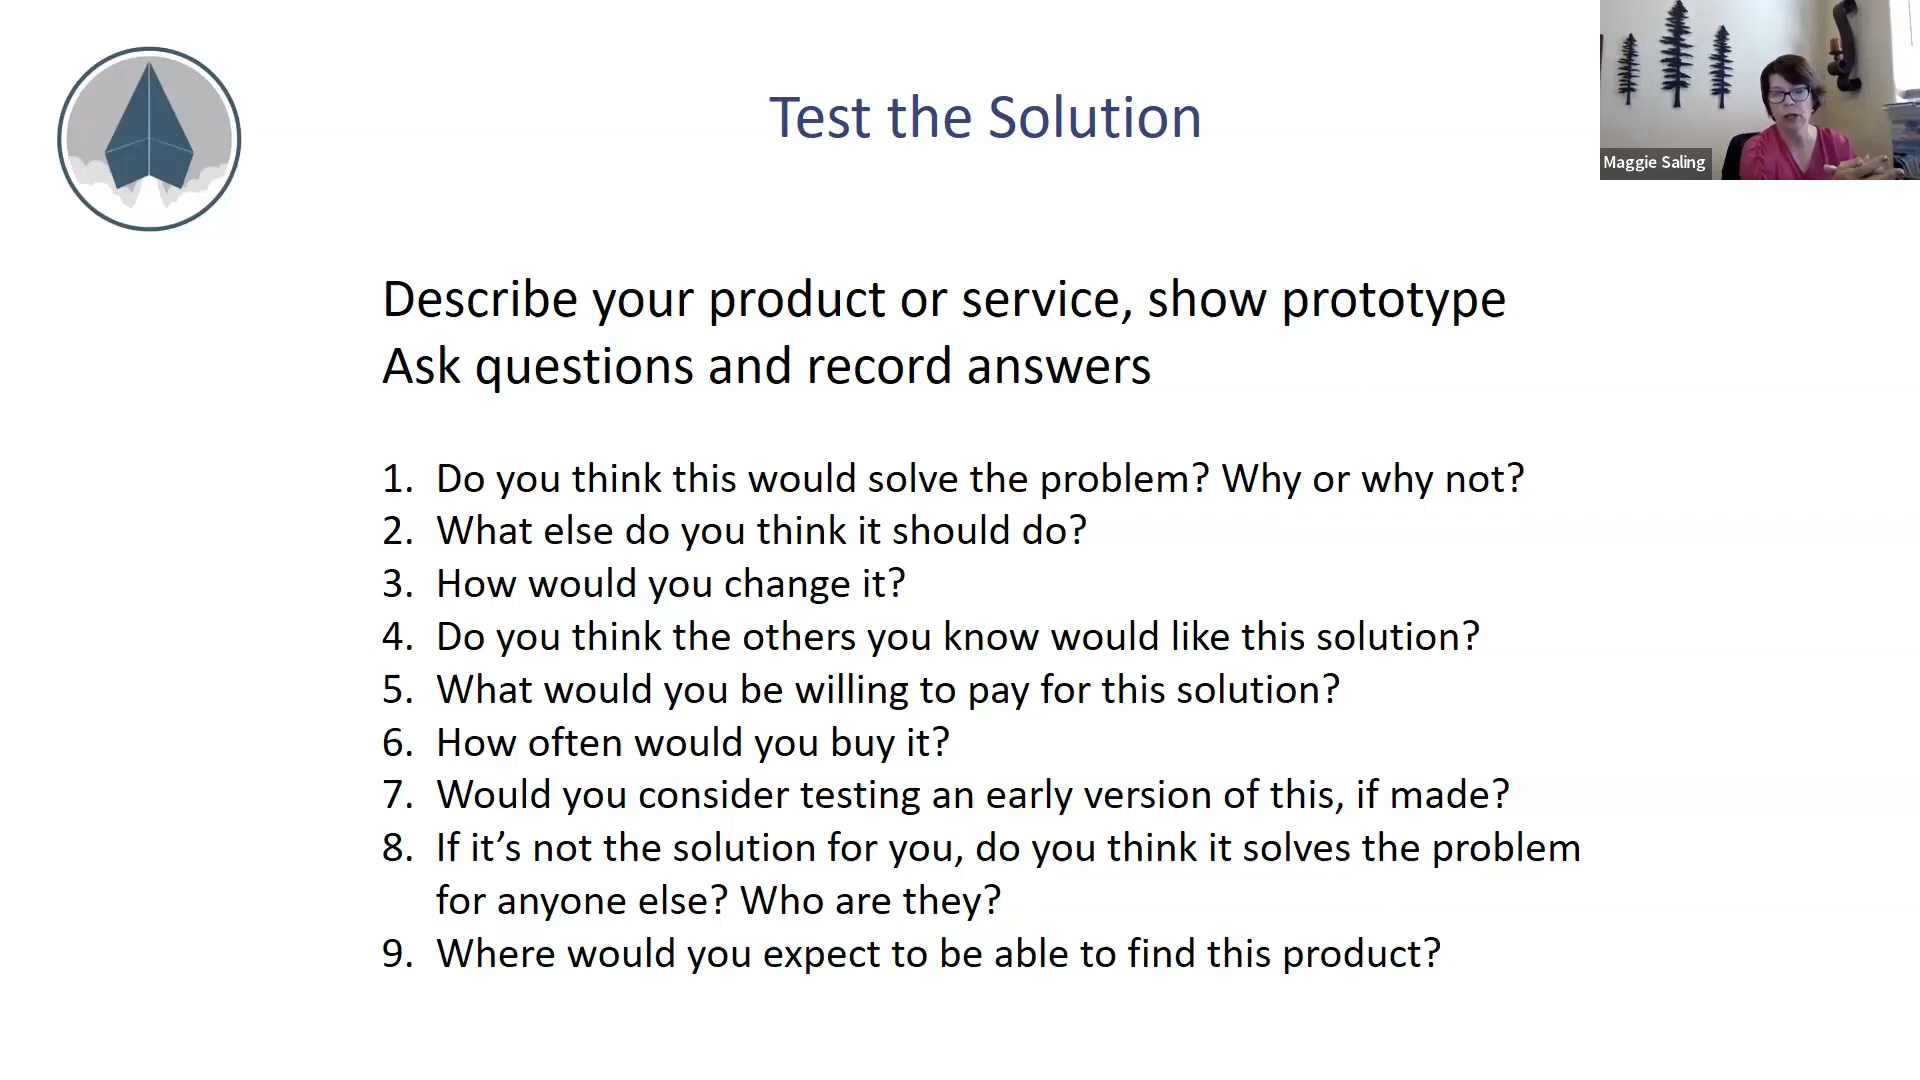 Test the Solution
Maggie Saling
Describe your product or service, show prototype
Ask questions and record answers
1. Do you think this would solve the problem? Why or why not?
2. What else do you think it should do?
3. How would you change it?
4. Do you think the others you know would like this solution?
5. What would you be willing to pay for this solution?
6. How often would you buy it?
7. Would you consider testing an early version of this, if made?
8. If it’s not the solution for you, do you think it solves the problem
for anyone else? Who are they?
9. Where would you expect to be able to find this product?